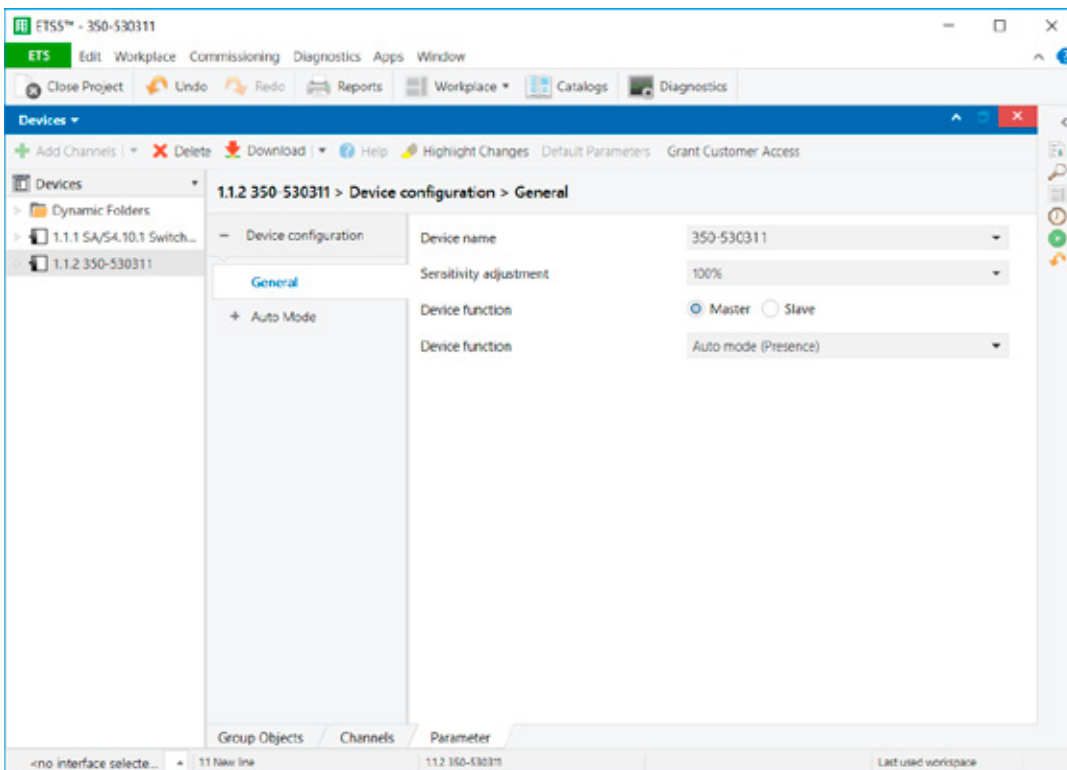 ETS5™ - 350-530311
ETS Edit Workplace Commissioning Diagnostics Apps Window
Close Project Undo Redo Reports Workplace Catalogs Diagnostics
Devices
Add Channels Delete Download Help Highlight Changes Default Parameters Grant Customer Access
Devices
Dynamic Folders
1.1.1 SA/S4.10.1 Switch...
1.1.2 350-530311
1.1.2 350-530311 > Device configuration > General
Device configuration
General
Auto Mode
Device name 350-530311
Sensitivity adjustment 100%
Device function Master Slave
Device function Auto mode (Presence)
Group Objects Channels Parameter
<no interface selecte... 1.1 New line 1.1.2 350-530311 Last used workspace